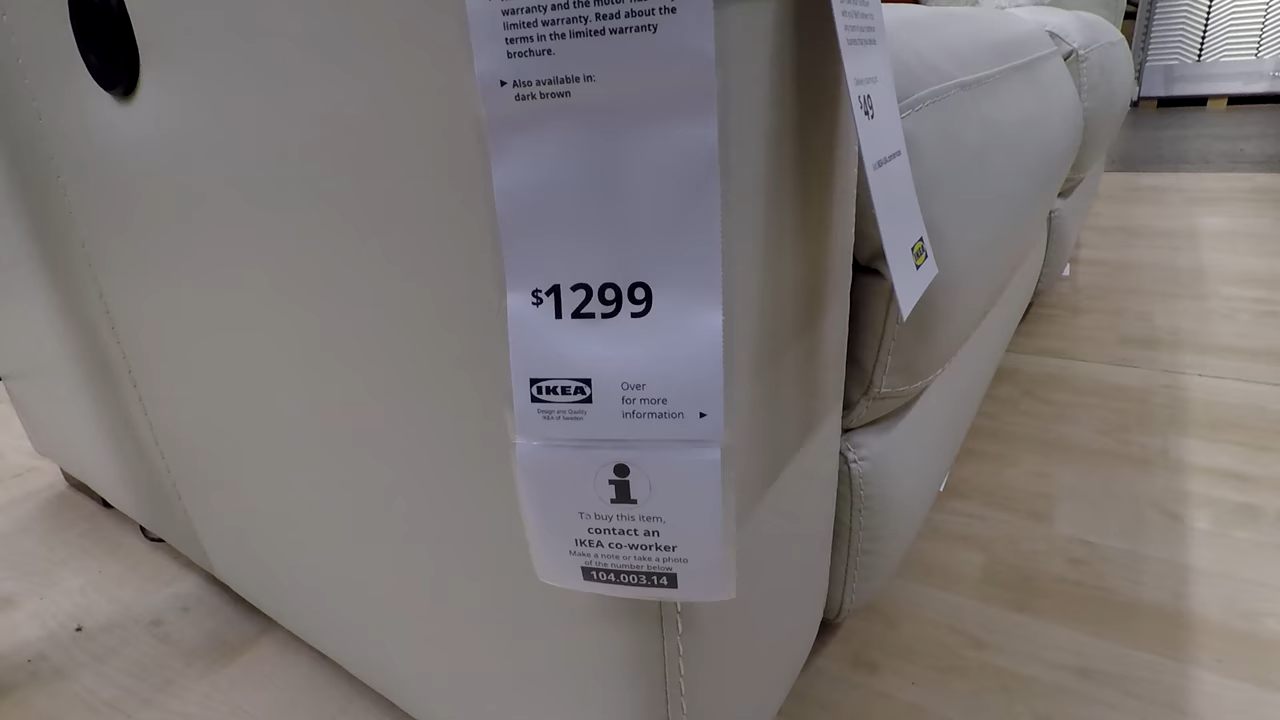 warranty and the motor has
limited warranty. Read about the
terms in the limited warranty
brochure.
▶ Also available in:
dark brown
$1299
IKEA
Design and Quality
IKEA of Sweden
Over
for more
information ▶
i
To buy this item,
contact an
IKEA co-worker
Make a note or take a photo
of the number below
104.003.14
$49
IKEA